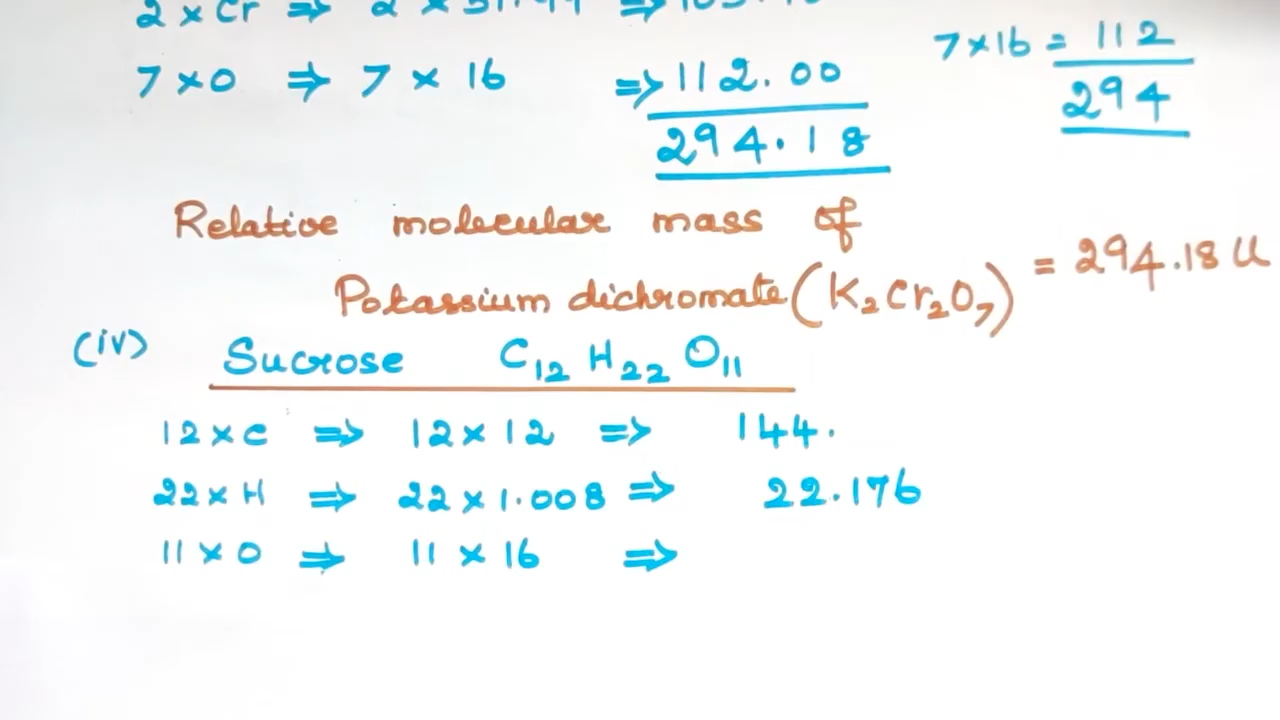 7 × O ⇒ 7 × 16 ⇒ 112.00
294.18
7×16 = 112
294
Relative molecular mass of
Potassium dichromate (K₂Cr₂O₇) = 294.18 u
(iv) Sucrose C₁₂ H₂₂ O₁₁
12 × C ⇒ 12 × 12 ⇒ 144.
22 × H ⇒ 22 × 1.008 ⇒ 22.176
11 × O ⇒ 11 × 16 ⇒